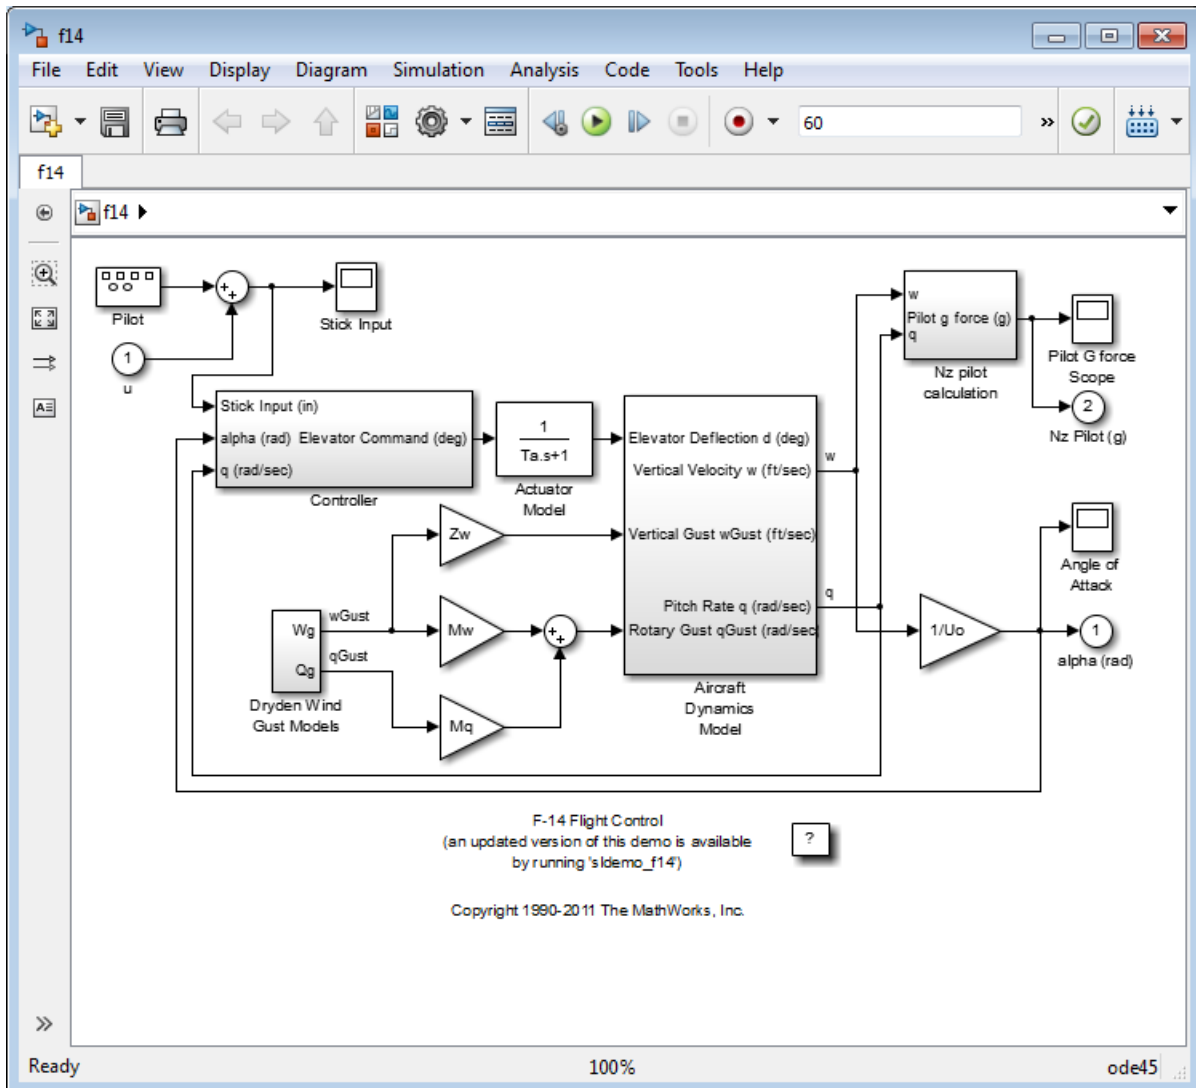 f14
File Edit View Display Diagram Simulation Analysis Code Tools Help
60
»
f14
f14
Pilot
+
+
Stick Input
1
u
w
Pilot g force (g)
q
Nz pilot
calculation
Pilot G force
Scope
2
Nz Pilot (g)
Stick Input (in)
alpha (rad) Elevator Command (deg)
q (rad/sec)
Controller
1
Ta.s+1
Actuator
Model
Elevator Deflection d (deg)
Vertical Velocity w (ft/sec)
Vertical Gust wGust (ft/sec)
Pitch Rate q (rad/sec)
Rotary Gust qGust (rad/sec)
Aircraft
Dynamics
Model
w
q
Zw
Mw
Mq
+
+
Wg
Qg
wGust
qGust
Dryden Wind
Gust Models
1/Uo
Angle of
Attack
1
alpha (rad)
F-14 Flight Control
(an updated version of this demo is available
by running 'sldemo_f14')
?
Copyright 1990-2011 The MathWorks, Inc.
»
Ready 100% ode45